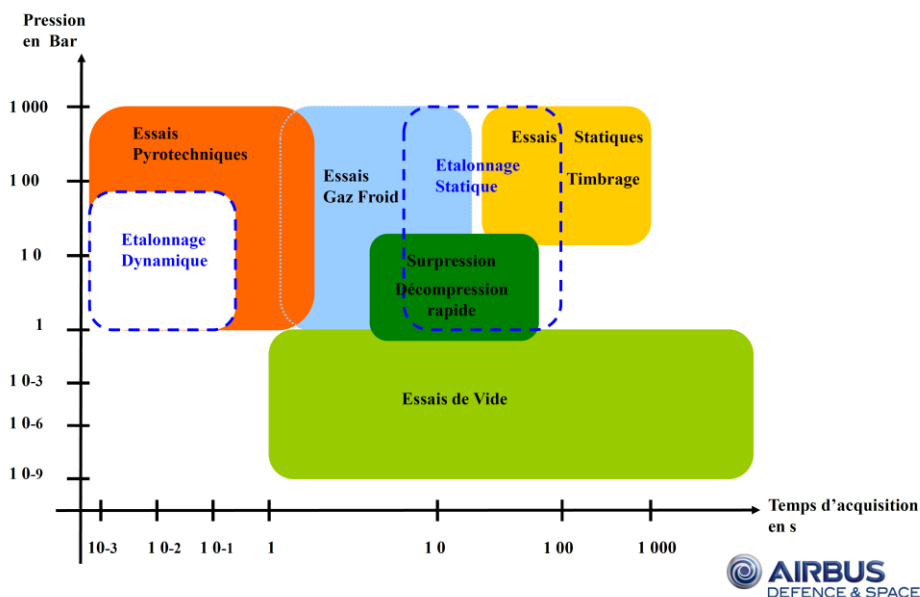 Pression
en Bar
1 000
1 00
1 0
1
1 0-3
1 0-6
1 0-9
Essais
Pyrotechniques
Etalonnage
Dynamique
Essais
Gaz Froid
Etalonnage
Statique
Essais Statiques
Timbrage
Surpression
Décompression
rapide
Essais de Vide
10-3 1 0-2 1 0-1 1 1 0 1 00 1 000
Temps d'acquisition
en s
AIRBUS
DEFENCE & SPACE